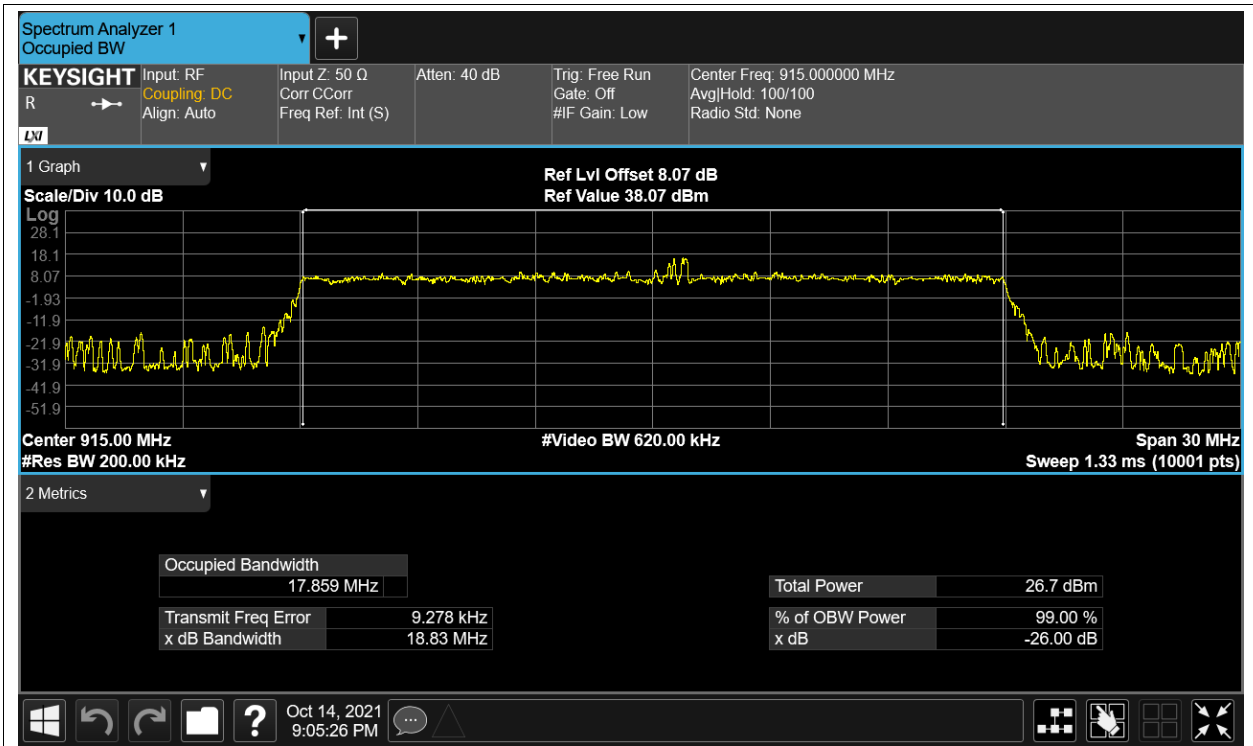 Spectrum Analyzer 1
Occupied BW
KEYSIGHT
R
LXI
Input: RF
Coupling: DC
Align: Auto
Input Z: 50 Ω
Corr CCorr
Freq Ref: Int (S)
Atten: 40 dB
Trig: Free Run
Gate: Off
#IF Gain: Low
Center Freq: 915.000000 MHz
Avg|Hold: 100/100
Radio Std: None
1 Graph
Scale/Div 10.0 dB
Ref Lvl Offset 8.07 dB
Ref Value 38.07 dBm
Log
28.1
18.1
8.07
-1.93
-11.9
-21.9
-31.9
-41.9
-51.9
Center 915.00 MHz
#Res BW 200.00 kHz
#Video BW 620.00 kHz
Span 30 MHz
Sweep 1.33 ms (10001 pts)
2 Metrics
Occupied Bandwidth
17.859 MHz
Transmit Freq Error 9.278 kHz
x dB Bandwidth 18.83 MHz
Total Power 26.7 dBm
% of OBW Power 99.00 %
x dB -26.00 dB
?
Oct 14, 2021
9:05:26 PM